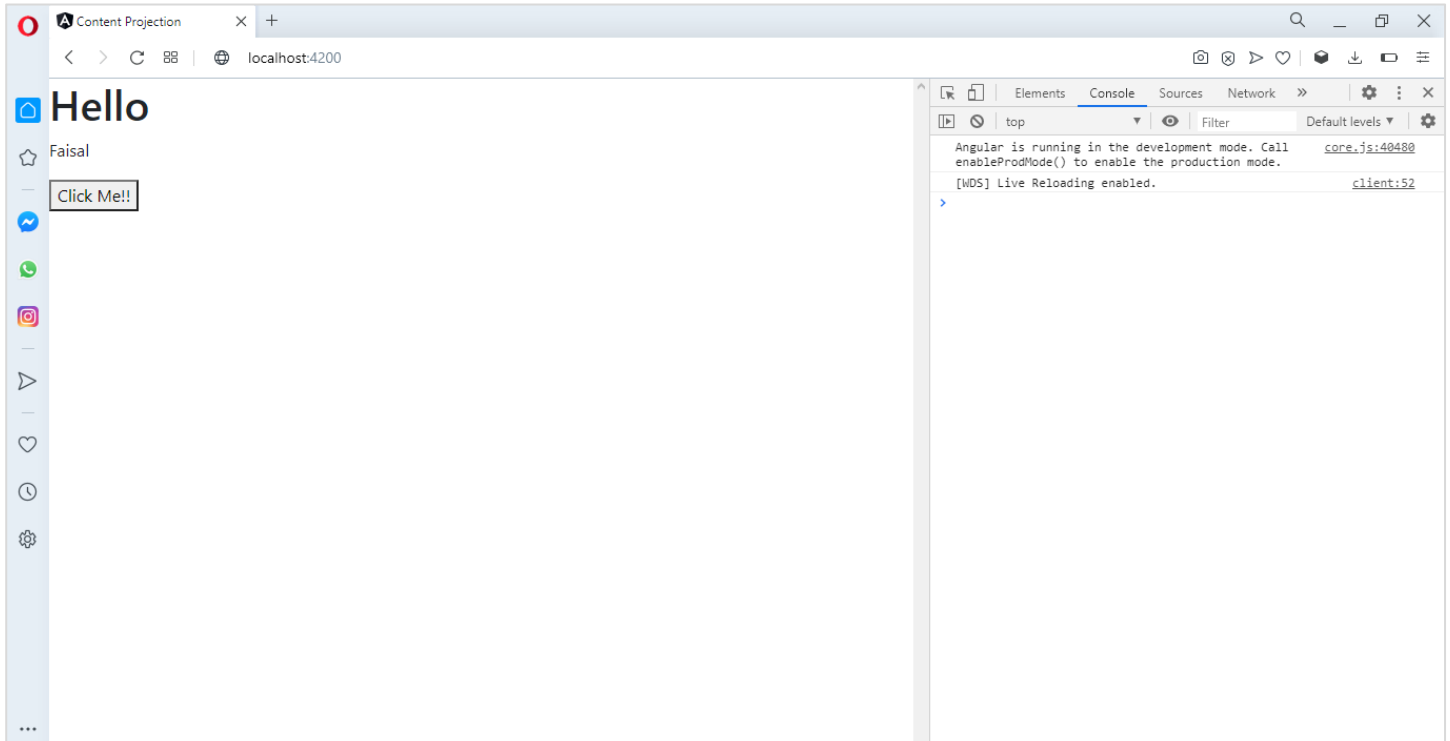 Content Projection
localhost:4200
Hello
Faisal
Click Me!!
Elements Console Sources Network »
top Filter Default levels ▼
Angular is running in the development mode. Call core.js:40480
enableProdMode() to enable the production mode.
[WDS] Live Reloading enabled. client:52